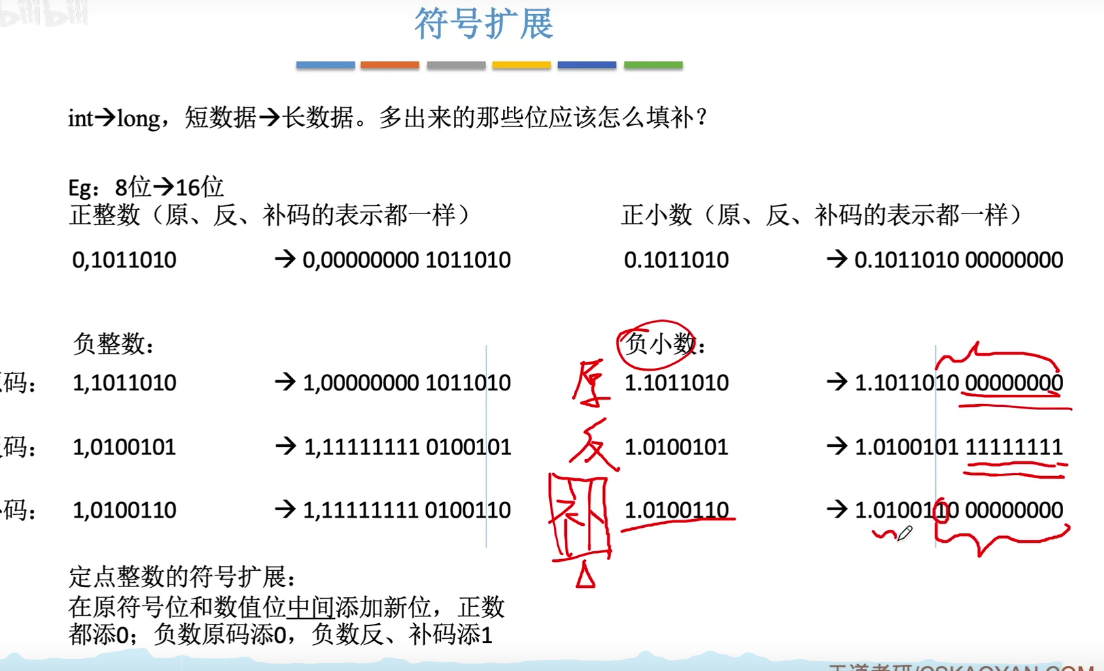 bilibili
符号扩展
int→long，短数据→长数据。多出来的那些位应该怎么填补？
Eg：8位→16位
正整数（原、反、补码的表示都一样） 正小数（原、反、补码的表示都一样）
0,1011010 → 0,00000000 1011010 0.1011010 → 0.1011010 00000000
负整数： 负小数：
码： 1,1011010 → 1,00000000 1011010 原 1.1011010 → 1.1011010 00000000
码： 1,0100101 → 1,11111111 0100101 反 1.0100101 → 1.0100101 11111111
码： 1,0100110 → 1,11111111 0100110 补 1.0100110 → 1.0100110 00000000
定点整数的符号扩展：
在原符号位和数值位中间添加新位，正数
都添0；负数原码添0，负数反、补码添1
王道考研/CSKAOYAN.COM